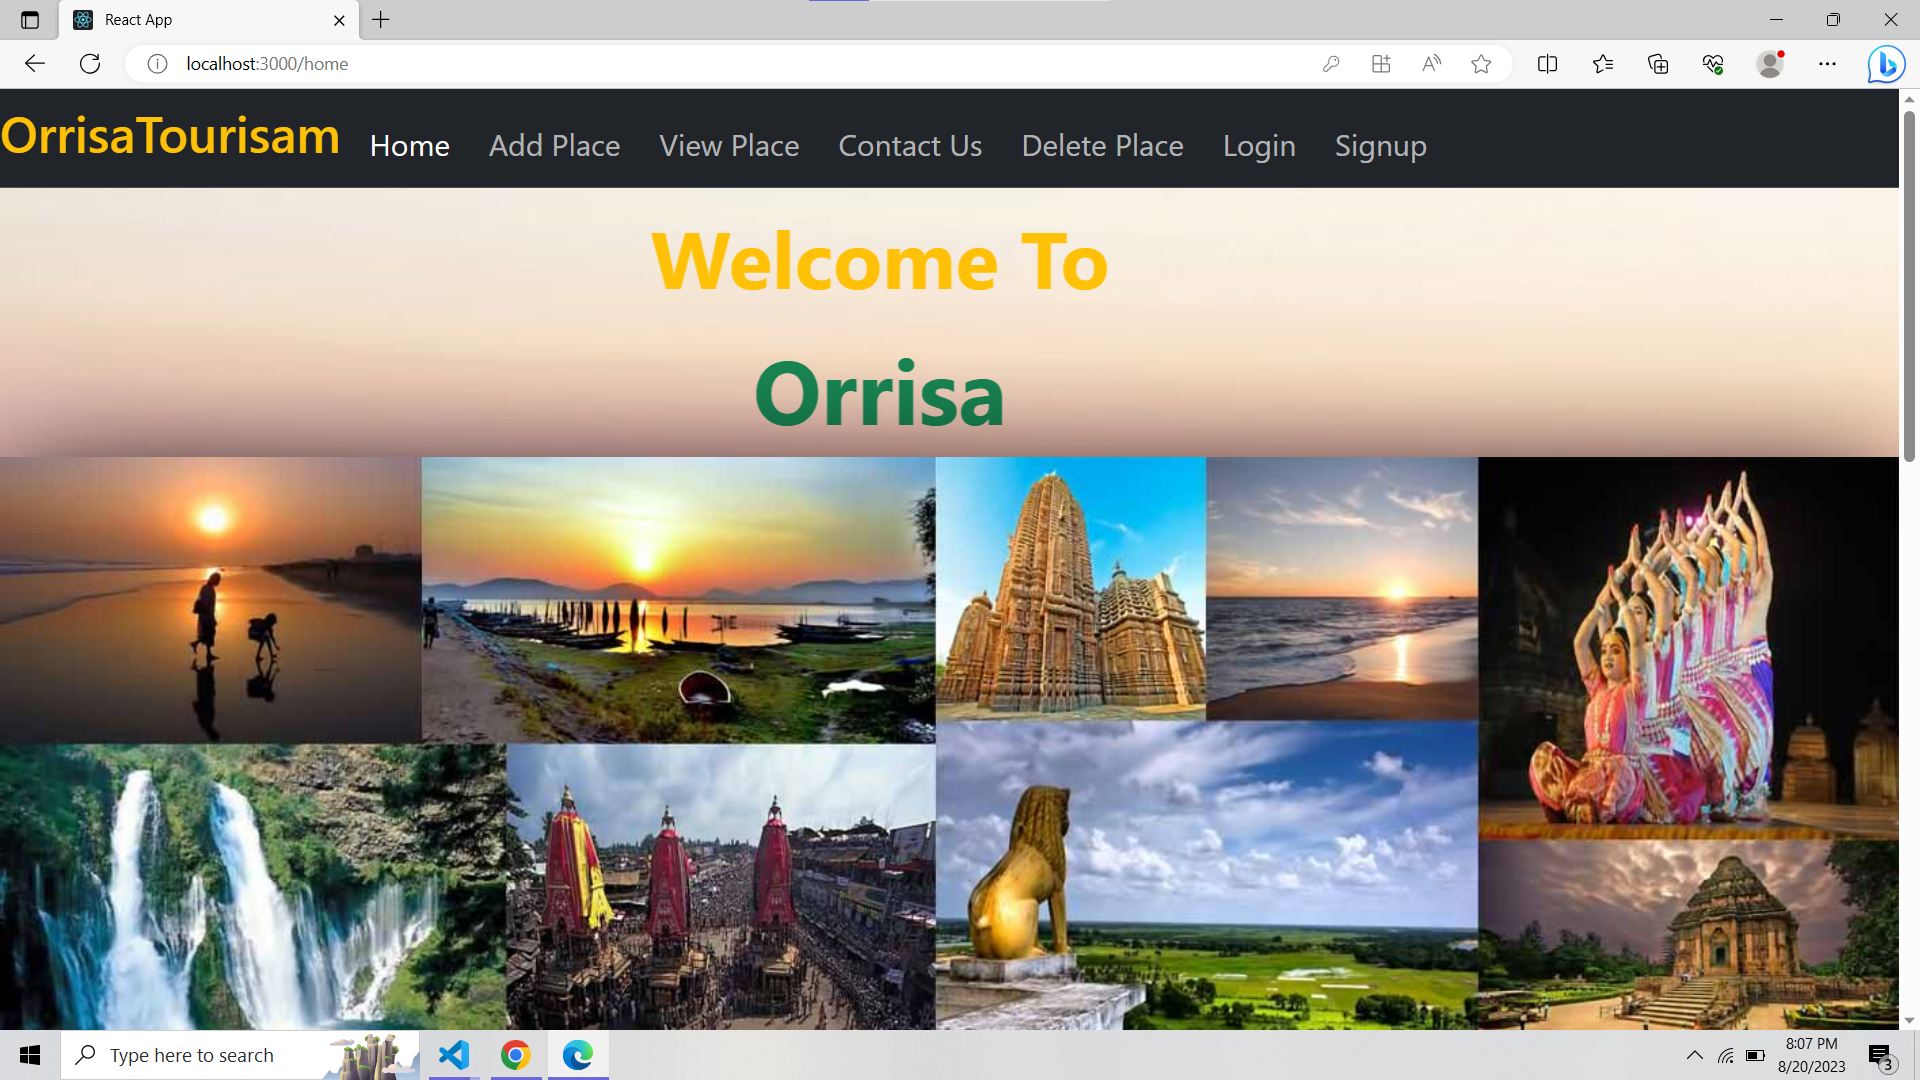 React App
localhost:3000/home
OrrisaTourisam Home Add Place View Place Contact Us Delete Place Login Signup
Welcome To
Orrisa
Type here to search
8:07 PM
8/20/2023
3